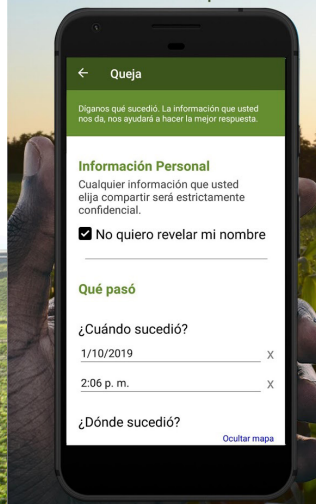 Queja
Díganos qué sucedió. La información que usted
nos da, nos ayudará a hacer la mejor respuesta.
Información Personal
Cualquier información que usted
elija compartir será estrictamente
confidencial.
No quiero revelar mi nombre
Qué pasó
¿Cuándo sucedió?
1/10/2019 X
2:06 p. m. X
¿Dónde sucedió?
Ocultar mapa